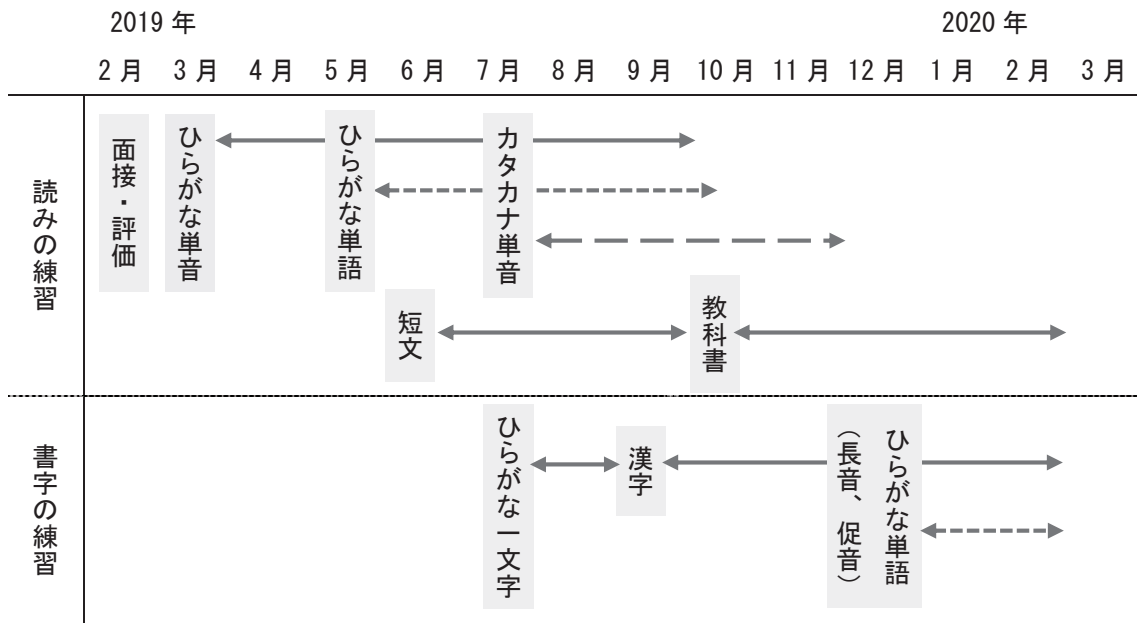 2019 年
2020 年
2 月
3 月
4 月
5 月
6 月
7 月
8 月
9 月
10 月
11 月
12 月
1 月
2 月
3 月
読みの練習
面接・評価
ひらがな単音
ひらがな単語
カタカナ単音
短文
教科書
書字の練習
ひらがな一文字
漢字
ひらがな単語
（長音、促音）